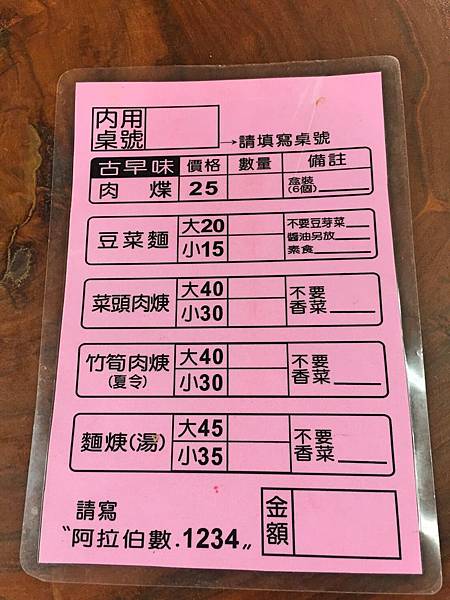 內用
桌號
→請填寫桌號
古早味 價格 數量 備註
肉 煠 25 盒裝(6個)
豆菜麵 大20 不要豆芽菜
小15 醬油另放
素食
菜頭肉焿 大40 不要
小30 香菜
竹筍肉焿 大40 不要
(夏令) 小30 香菜
麵焿(湯) 大45 不要
小35 香菜
請寫
〝阿拉伯數.1234〞
金額